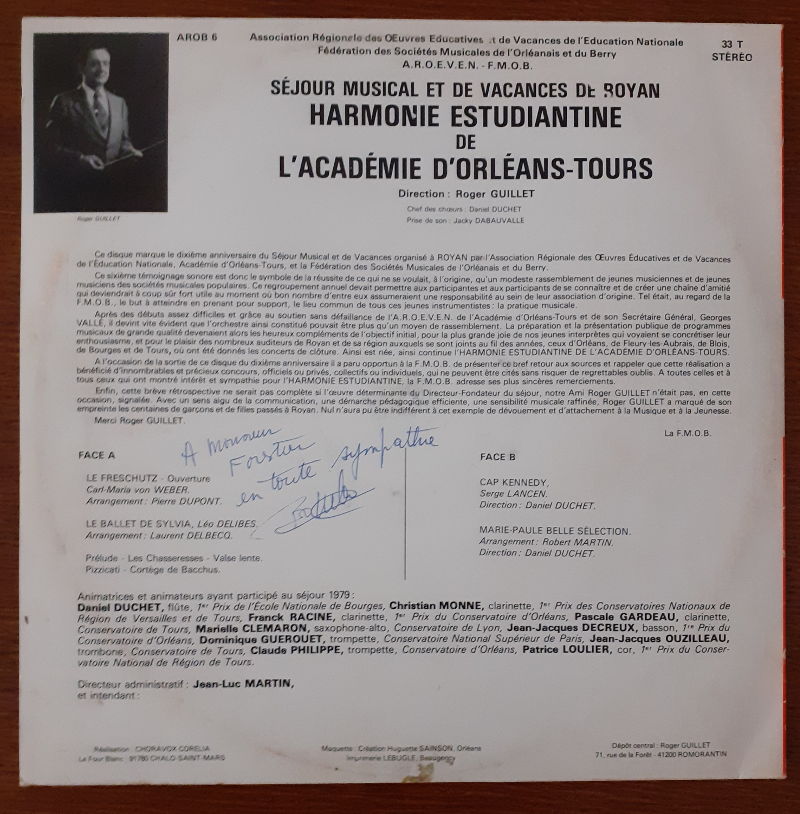 AROB 6
Association Régionale des Œuvres Educatives et de Vacances de l'Education Nationale
Fédération des Sociétés Musicales de l'Orléanais et du Berry
A.R.O.E.V.E.N. - F.M.O.B.
33 T
STÉRÉO
SÉJOUR MUSICAL ET DE VACANCES DE ROYAN
HARMONIE ESTUDIANTINE
DE
L'ACADÉMIE D'ORLÉANS-TOURS
Direction : Roger GUILLET
Chef des chœurs : Daniel DUCHET
Prise de son : Jacky DABAUVALLE
Roger GUILLET
Ce disque marque le dixième anniversaire du Séjour Musical et de Vacances organisé à ROYAN par l'Association Régionale des Œuvres Éducatives et de Vacances
de l'Éducation Nationale, Académie d'Orléans-Tours, et la Fédération des Sociétés Musicales de l'Orléanais et du Berry.
Ce sixième témoignage sonore est donc le symbole de la réussite de ce qui ne se voulait, à l'origine, qu'un modeste rassemblement de jeunes musiciennes et de jeunes
musiciens des sociétés musicales populaires. Ce regroupement annuel devait permettre aux participantes et aux participants de se connaître et de créer une chaîne d'amitié
qui deviendrait à coup sûr fort utile au moment où bon nombre d'entre eux assumeraient une responsabilité au sein de leur association d'origine. Tel était, au regard de la
F.M.O.B., le but à atteindre en prenant pour support, le lieu commun de tous ces jeunes instrumentistes : la pratique musicale.
Après des débuts assez difficiles et grâce au soutien sans défaillance de l'A.R.O.E.V.E.N. de l'Académie d'Orléans-Tours et de son Secrétaire Général, Georges
VALLÉ, il devint vite évident que l'orchestre ainsi constitué pouvait être plus qu'un moyen de rassemblement. La préparation et la présentation publique de programmes
musicaux de grande qualité devenaient alors les heureux compléments de l'objectif initial, pour la plus grande joie de nos jeunes interprètes qui voyaient se concrétiser leur
enthousiasme, et pour le plaisir des nombreux auditeurs de Royan et de sa région auxquels se sont joints au fil des années, ceux d'Orléans, de Fleury-les-Aubrais, de Blois,
de Bourges et de Tours, où ont été donnés les concerts de clôture. Ainsi est née, ainsi continue l'HARMONIE ESTUDIANTINE DE L'ACADÉMIE D'ORLÉANS-TOURS.
A l'occasion de la sortie de ce disque du dixième anniversaire il a paru opportun à la F.M.O.B. de présenter ce bref retour aux sources et rappeler que cette réalisation a
bénéficié d'innombrables et précieux concours, officiels ou privés, collectifs ou individuels, qui ne peuvent être cités sans risquer de regrettables oublis. A toutes celles et à
tous ceux qui ont montré intérêt et sympathie pour l'HARMONIE ESTUDIANTINE, la F.M.O.B. adresse ses plus sincères remerciements.
Enfin, cette brève rétrospective ne serait pas complète si l'œuvre déterminante du Directeur-Fondateur du séjour, notre Ami Roger GUILLET n'était pas, en cette
occasion, signalée. Avec un sens aigu de la communication, une démarche pédagogique efficiente, une sensibilité musicale raffinée, Roger GUILLET a marqué de son
empreinte les centaines de garçons et de filles passés à Royan. Nul n'aura pu être indifférent à cet exemple de dévouement et d'attachement à la Musique et à la Jeunesse.
Merci Roger GUILLET.
La F.M.O.B.
A Monsieur
Forstier
en toute sympathie
FACE A
LE FRESCHUTZ - Ouverture
Carl-Maria von WEBER.
Arrangement : Pierre DUPONT.
LE BALLET DE SYLVIA, Léo DELIBES.
Arrangement : Laurent DELBECQ.
Prélude - Les Chasseresses - Valse lente.
Pizzicati - Cortège de Bacchus.
FACE B
CAP KENNEDY,
Serge LANCEN.
Direction : Daniel DUCHET.
MARIE-PAULE BELLE SÉLECTION.
Arrangement : Robert MARTIN.
Direction : Daniel DUCHET.
Animatrices et animateurs ayant participé au séjour 1979 :
Daniel DUCHET, flûte, 1er Prix de l'École Nationale de Bourges, Christian MONNE, clarinette, 1er Prix des Conservatoires Nationaux de
Région de Versailles et de Tours, Franck RACINE, clarinette, 1er Prix du Conservatoire d'Orléans, Pascale GARDEAU, clarinette,
Conservatoire de Tours, Marielle CLEMARON, saxophone-alto, Conservatoire de Lyon, Jean-Jacques DECREUX, basson, 1er Prix du
Conservatoire d'Orléans, Dominique GUEROUET, trompette, Conservatoire National Supérieur de Paris, Jean-Jacques OUZILLEAU,
trombone, Conservatoire de Tours, Claude PHILIPPE, trompette, Conservatoire d'Orléans, Patrice LOULIER, cor, 1er Prix du Conser-
vatoire National de Région de Tours.
Directeur administratif : Jean-Luc MARTIN,
et intendant :
Réalisation : CHORAVOX CORELIA
Le Four Blanc 91780 CHALO-SAINT-MARS
Maquette : Création Huguette SAINSON, Orléans
Imprimerie LEBUGLE, Beaugency
Dépôt central : Roger GUILLET
71, rue de la Forêt - 41200 ROMORANTIN